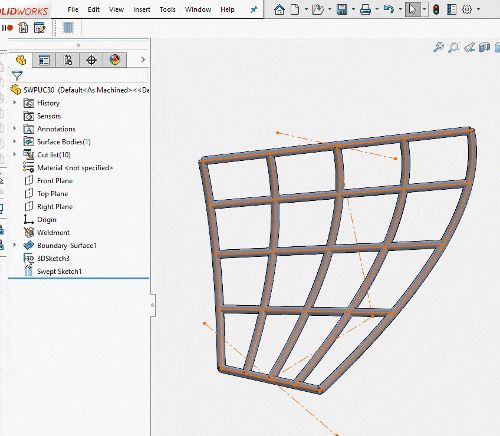 SOLIDWORKS File Edit View Insert Tools Window Help
SWPUC30 (Default<As Machined><<De
History
Sensors
Annotations
Surface Bodies(1)
Cut list(10)
Material <not specified>
Front Plane
Top Plane
Right Plane
Origin
Weldment
Boundary-Surface1
3DSketch3
Swept Sketch1